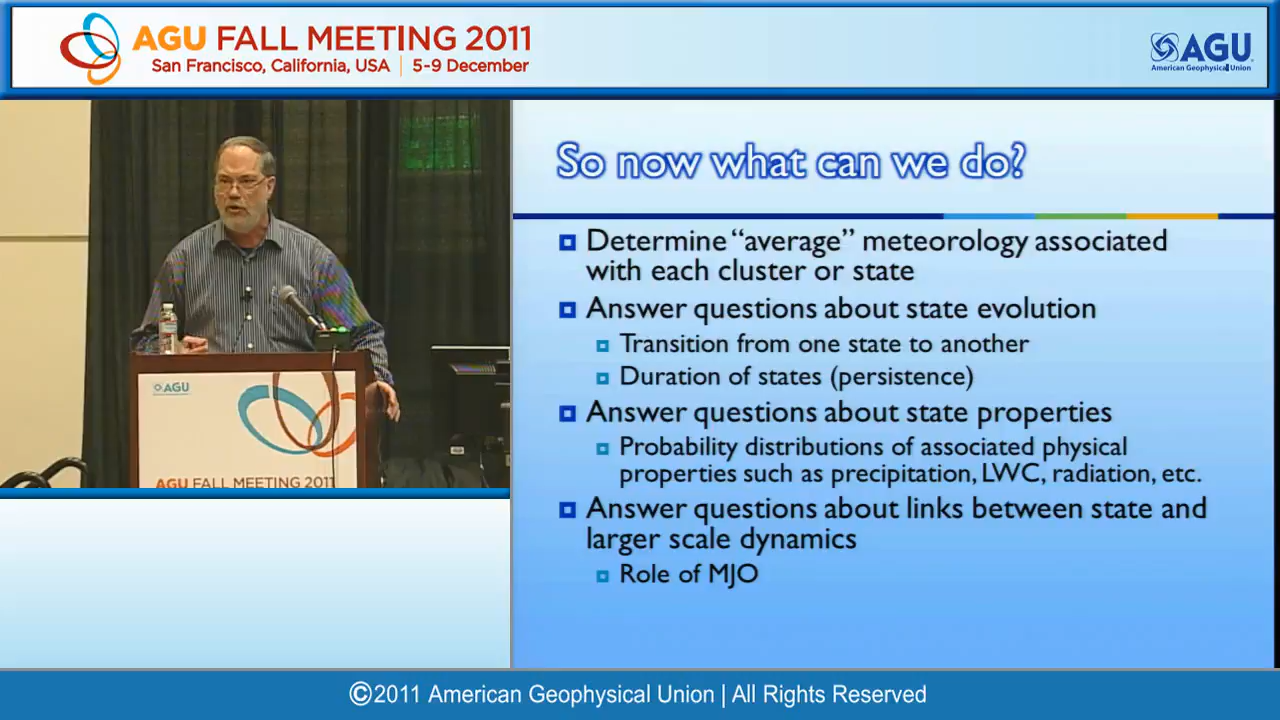 AGU FALL MEETING 2011
San Francisco, California, USA | 5-9 December
AGU
American Geophysical Union
So now what can we do?
Determine “average” meteorology associated
with each cluster or state
Answer questions about state evolution
Transition from one state to another
Duration of states (persistence)
Answer questions about state properties
Probability distributions of associated physical
properties such as precipitation, LWC, radiation, etc.
Answer questions about links between state and
larger scale dynamics
Role of MJO
AGU
AGU FALL MEETING 2011
©2011 American Geophysical Union | All Rights Reserved